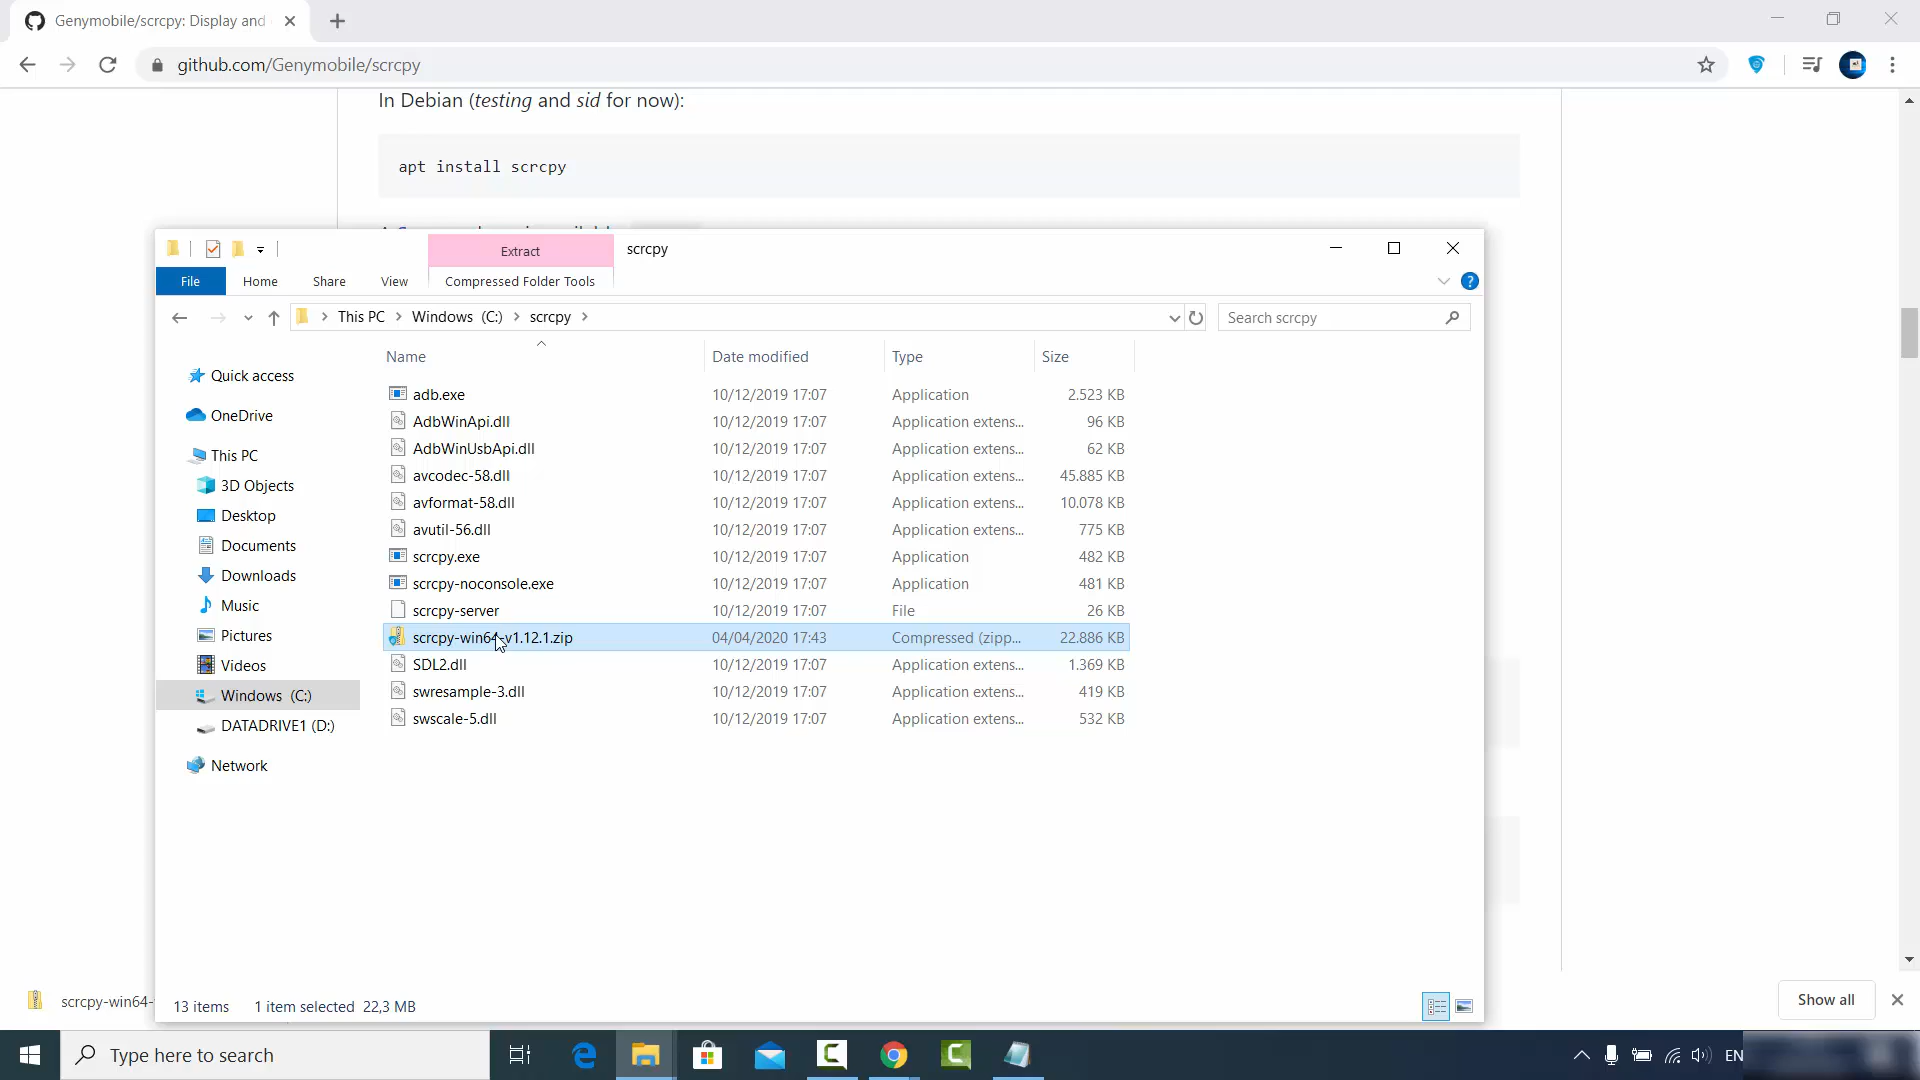 Genymobile/scrcpy: Display and
github.com/Genymobile/scrcpy
In Debian (testing and sid for now):
apt install scrcpy
Extract
scrcpy
File
Home
Share
View
Compressed Folder Tools
This PC
Windows (C:)
scrcpy
Search scrcpy
Name
Date modified
Type
Size
Quick access
OneDrive
This PC
3D Objects
Desktop
Documents
Downloads
Music
Pictures
Videos
Windows (C:)
DATADRIVE1 (D:)
Network
adb.exe 10/12/2019 17:07 Application 2.523 KB
AdbWinApi.dll 10/12/2019 17:07 Application extens... 96 KB
AdbWinUsbApi.dll 10/12/2019 17:07 Application extens... 62 KB
avcodec-58.dll 10/12/2019 17:07 Application extens... 45.885 KB
avformat-58.dll 10/12/2019 17:07 Application extens... 10.078 KB
avutil-56.dll 10/12/2019 17:07 Application extens... 775 KB
scrcpy.exe 10/12/2019 17:07 Application 482 KB
scrcpy-noconsole.exe 10/12/2019 17:07 Application 481 KB
scrcpy-server 10/12/2019 17:07 File 26 KB
scrcpy-win64-v1.12.1.zip 04/04/2020 17:43 Compressed (zipp... 22.886 KB
SDL2.dll 10/12/2019 17:07 Application extens... 1.369 KB
swresample-3.dll 10/12/2019 17:07 Application extens... 419 KB
swscale-5.dll 10/12/2019 17:07 Application extens... 532 KB
13 items 1 item selected 22,3 MB
scrcpy-win64-
Show all
Type here to search
EN